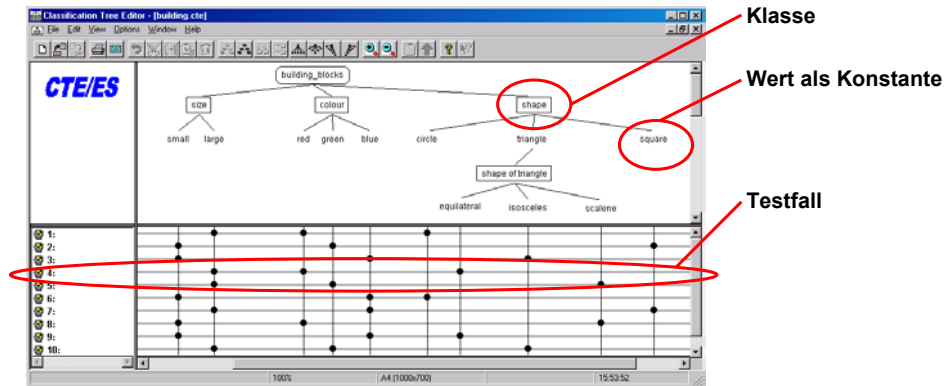 Classification Tree Editor - [building.cte]
File Edit View Options Window Help
Klasse
Wert als Konstante
Testfall
CTE/ES
building_blocks
size colour shape
small large red green blue circle triangle square
shape of triangle
equilateral isosceles scalene
1:
2:
3:
4:
5:
6:
7:
8:
9:
10:
100% A4 (1000x700) 15:53:52